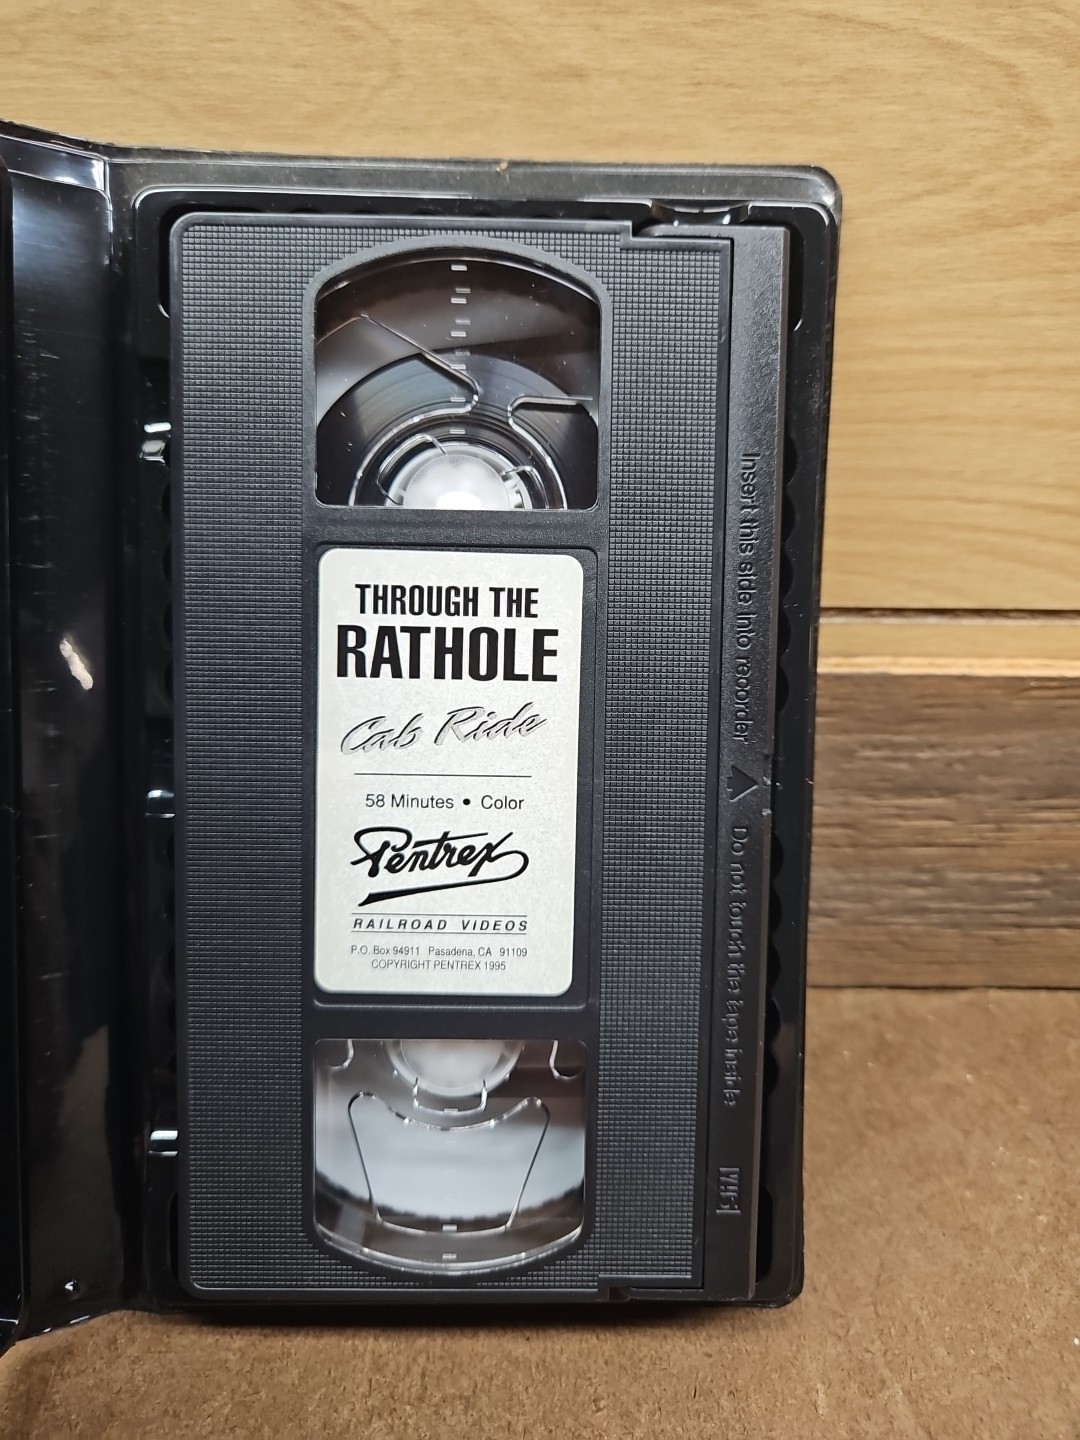 THROUGH THE
RATHOLE
Cab Ride
58 Minutes • Color
Pentrex
RAILROAD VIDEOS
P.O. Box 94911 Pasadena, CA 91109
COPYRIGHT PENTREX 1995
Insert this side into recorder
Do not touch the tape inside
VHS